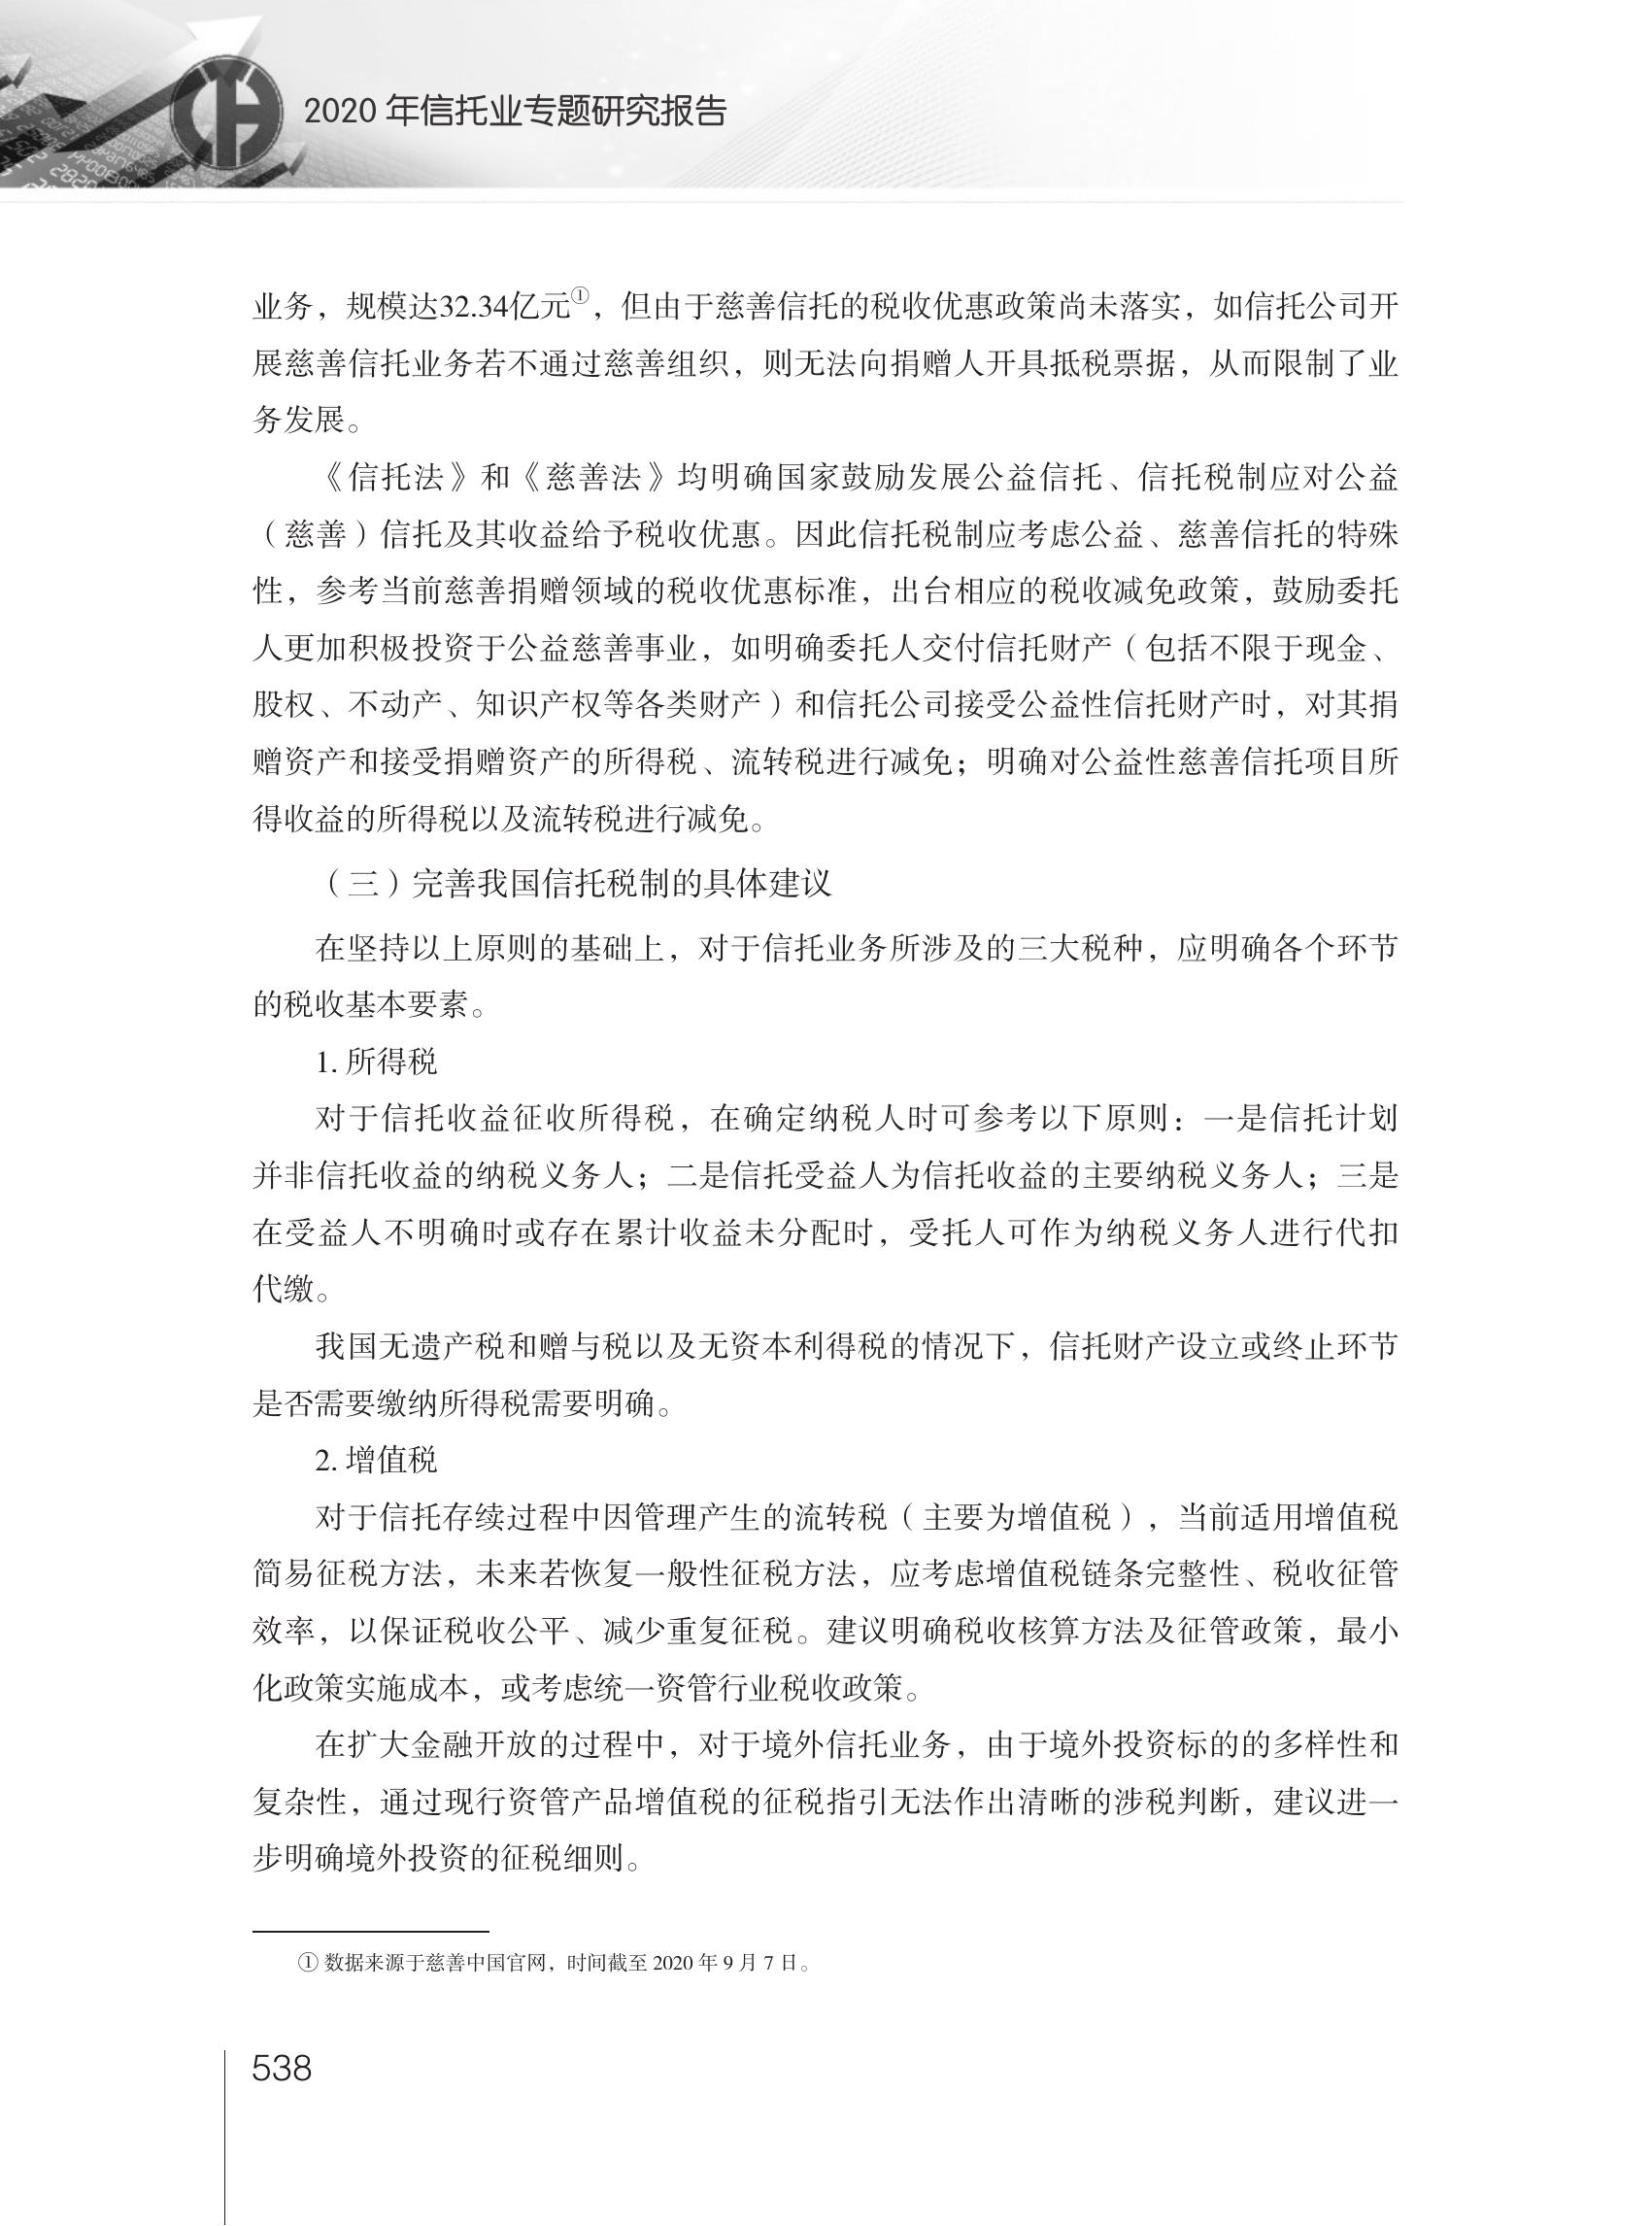 2020 年信托业专题研究报告
业务，规模达32.34亿元①，但由于慈善信托的税收优惠政策尚未落实，如信托公司开
展慈善信托业务若不通过慈善组织，则无法向捐赠人开具抵税票据，从而限制了业
务发展。
《信托法》和《慈善法》均明确国家鼓励发展公益信托、信托税制应对公益
（慈善）信托及其收益给予税收优惠。因此信托税制应考虑公益、慈善信托的特殊
性，参考当前慈善捐赠领域的税收优惠标准，出台相应的税收减免政策，鼓励委托
人更加积极投资于公益慈善事业，如明确委托人交付信托财产（包括不限于现金、
股权、不动产、知识产权等各类财产）和信托公司接受公益性信托财产时，对其捐
赠资产和接受捐赠资产的所得税、流转税进行减免；明确对公益性慈善信托项目所
得收益的所得税以及流转税进行减免。
（三）完善我国信托税制的具体建议
在坚持以上原则的基础上，对于信托业务所涉及的三大税种，应明确各个环节
的税收基本要素。
1. 所得税
对于信托收益征收所得税，在确定纳税人时可参考以下原则：一是信托计划
并非信托收益的纳税义务人；二是信托受益人为信托收益的主要纳税义务人；三是
在受益人不明确时或存在累计收益未分配时，受托人可作为纳税义务人进行代扣
代缴。
我国无遗产税和赠与税以及无资本利得税的情况下，信托财产设立或终止环节
是否需要缴纳所得税需要明确。
2. 增值税
对于信托存续过程中因管理产生的流转税（主要为增值税），当前适用增值税
简易征税方法，未来若恢复一般性征税方法，应考虑增值税链条完整性、税收征管
效率，以保证税收公平、减少重复征税。建议明确税收核算方法及征管政策，最小
化政策实施成本，或考虑统一资管行业税收政策。
在扩大金融开放的过程中，对于境外信托业务，由于境外投资标的的多样性和
复杂性，通过现行资管产品增值税的征税指引无法作出清晰的涉税判断，建议进一
步明确境外投资的征税细则。
① 数据来源于慈善中国官网，时间截至 2020 年 9 月 7 日。
538